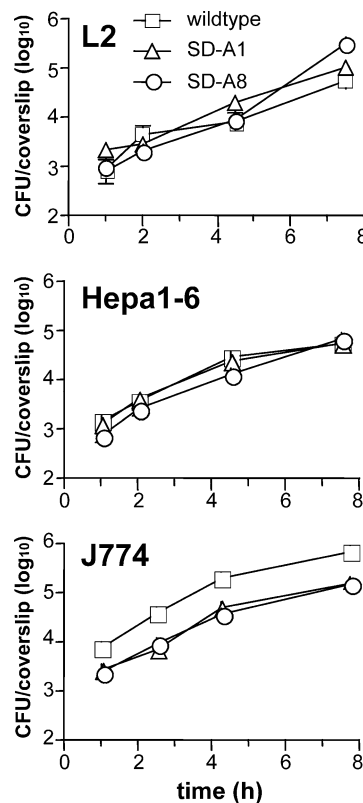 L2
wildtype
SD-A1
SD-A8
CFU/coverslip (log10)
6
5
4
3
2
0 2 4 6 8
Hepa1-6
CFU/coverslip (log10)
6
5
4
3
2
0 2 4 6 8
J774
CFU/coverslip (log10)
6
5
4
3
2
0 2 4 6 8
time (h)